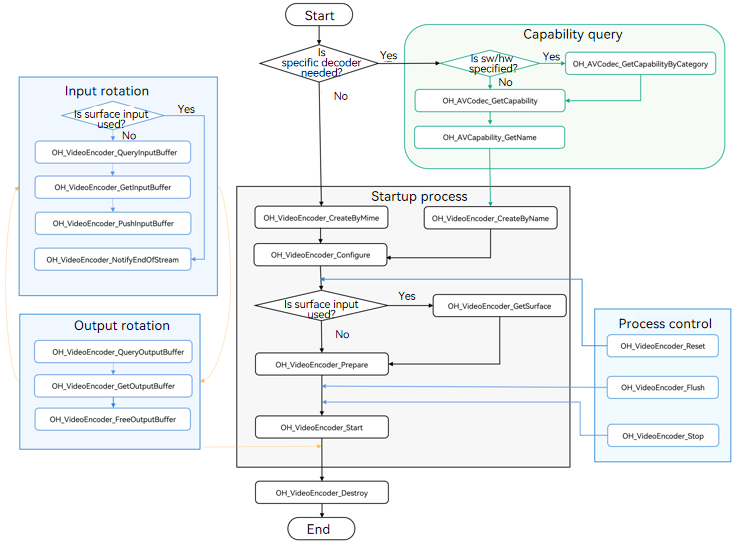 Start
Is
specific decoder
needed?
Yes
No
Capability query
Is sw/hw
specified?
Yes
No
OH_AVCodec_GetCapabilityByCategory
OH_AVCodec_GetCapability
OH_AVCapability_GetName
Input rotation
Is surface input
used?
Yes
No
OH_VideoEncoder_QueryInputBuffer
OH_VideoEncoder_GetInputBuffer
OH_VideoEncoder_PushInputBuffer
OH_VideoEncoder_NotifyEndOfStream
Startup process
OH_VideoEncoder_CreateByMime
OH_VideoEncoder_CreateByName
OH_VideoEncoder_Configure
Is surface input
used?
Yes
No
OH_VideoEncoder_GetSurface
OH_VideoEncoder_Prepare
OH_VideoEncoder_Start
Output rotation
OH_VideoEncoder_QueryOutputBuffer
OH_VideoEncoder_GetOutputBuffer
OH_VideoEncoder_FreeOutputBuffer
Process control
OH_VideoEncoder_Reset
OH_VideoEncoder_Flush
OH_VideoEncoder_Stop
OH_VideoEncoder_Destroy
End